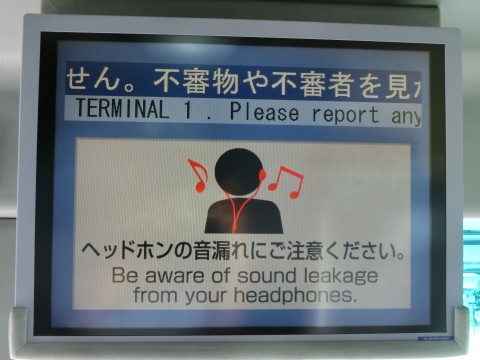 せん。不審物や不審者を見
TERMINAL 1 . Please report any
ヘッドホンの音漏れにご注意ください。
Be aware of sound leakage
from your headphones.